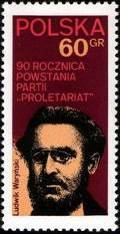 POLSKA
60 GR
90 ROCZNICA
POWSTANIA
PARTII
„PROLETARIAT”
Ludwik Waryński